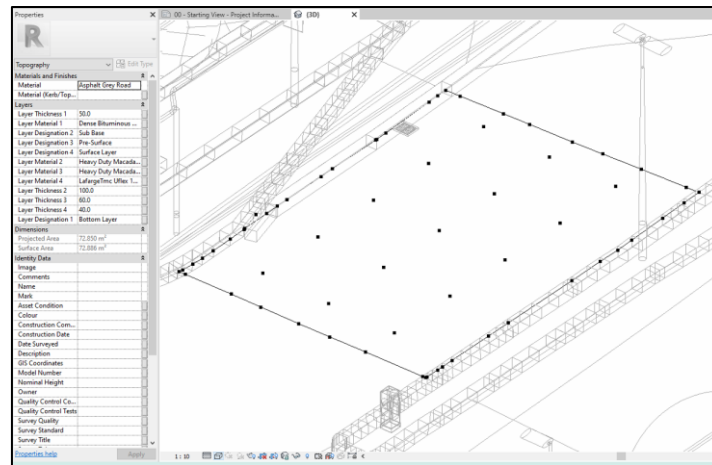 Properties
00 - Starting View - Project Informa...
{3D}
Topography
Edit Type
Materials and Finishes
Material Asphalt Grey Road
Material (Kerb/Top...
Layers
Layer Thickness 1 50.0
Layer Material 1 Dense Bituminous ...
Layer Designation 2 Sub Base
Layer Designation 3 Pre-Surface
Layer Designation 4 Surface Layer
Layer Material 2 Heavy Duty Macada...
Layer Material 3 Heavy Duty Macada...
Layer Material 4 LafargeTmc Uflex 1...
Layer Thickness 2 100.0
Layer Thickness 3 60.0
Layer Thickness 4 40.0
Layer Designation 1 Bottom Layer
Dimensions
Projected Area 72.850 m²
Surface Area 72.886 m²
Identity Data
Image
Comments
Name
Mark
Asset Condition
Colour
Construction Com...
Construction Date
Date Surveyed
Description
GIS Coordinates
Model Number
Nominal Height
Owner
Quality Control Co...
Quality Control Tests
Survey Quality
Survey Standard
Survey Title
Properties help
Apply
1 : 10